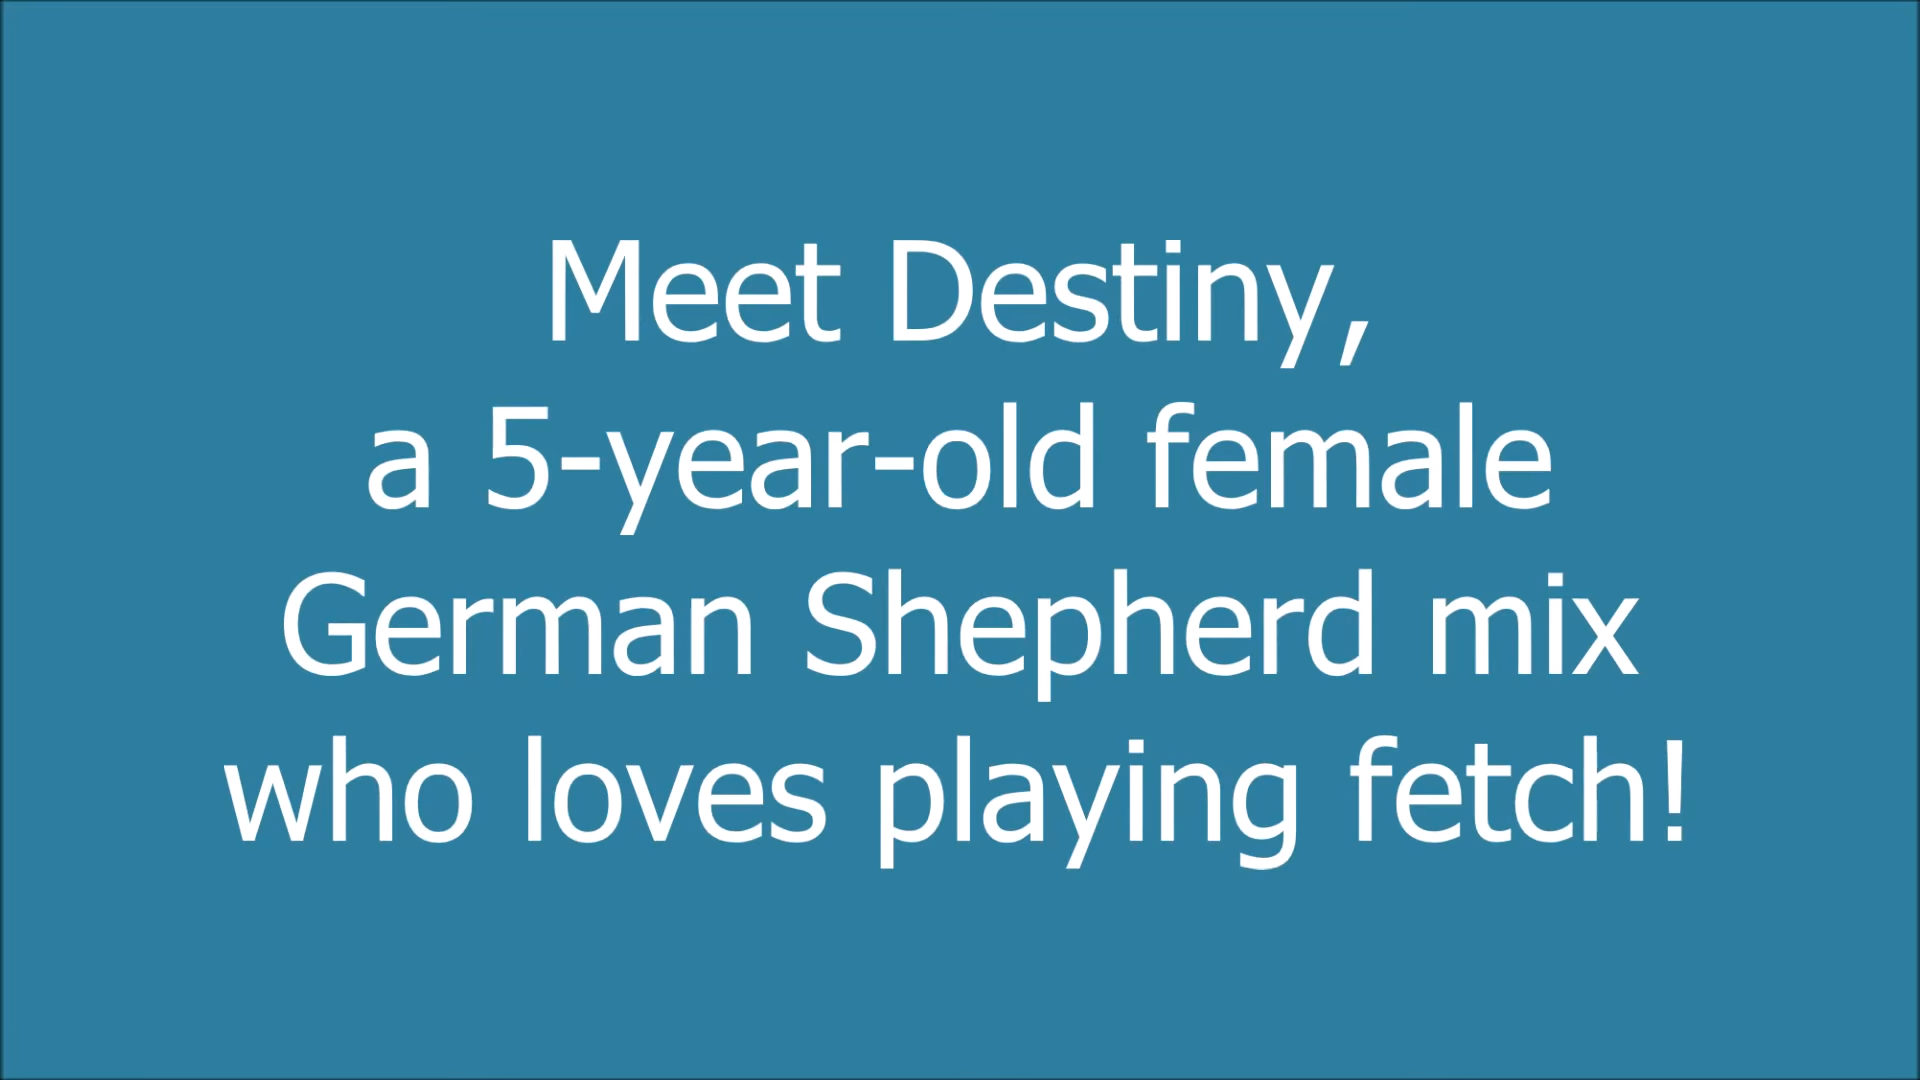 Meet Destiny,
a 5-year-old female
German Shepherd mix
who loves playing fetch!